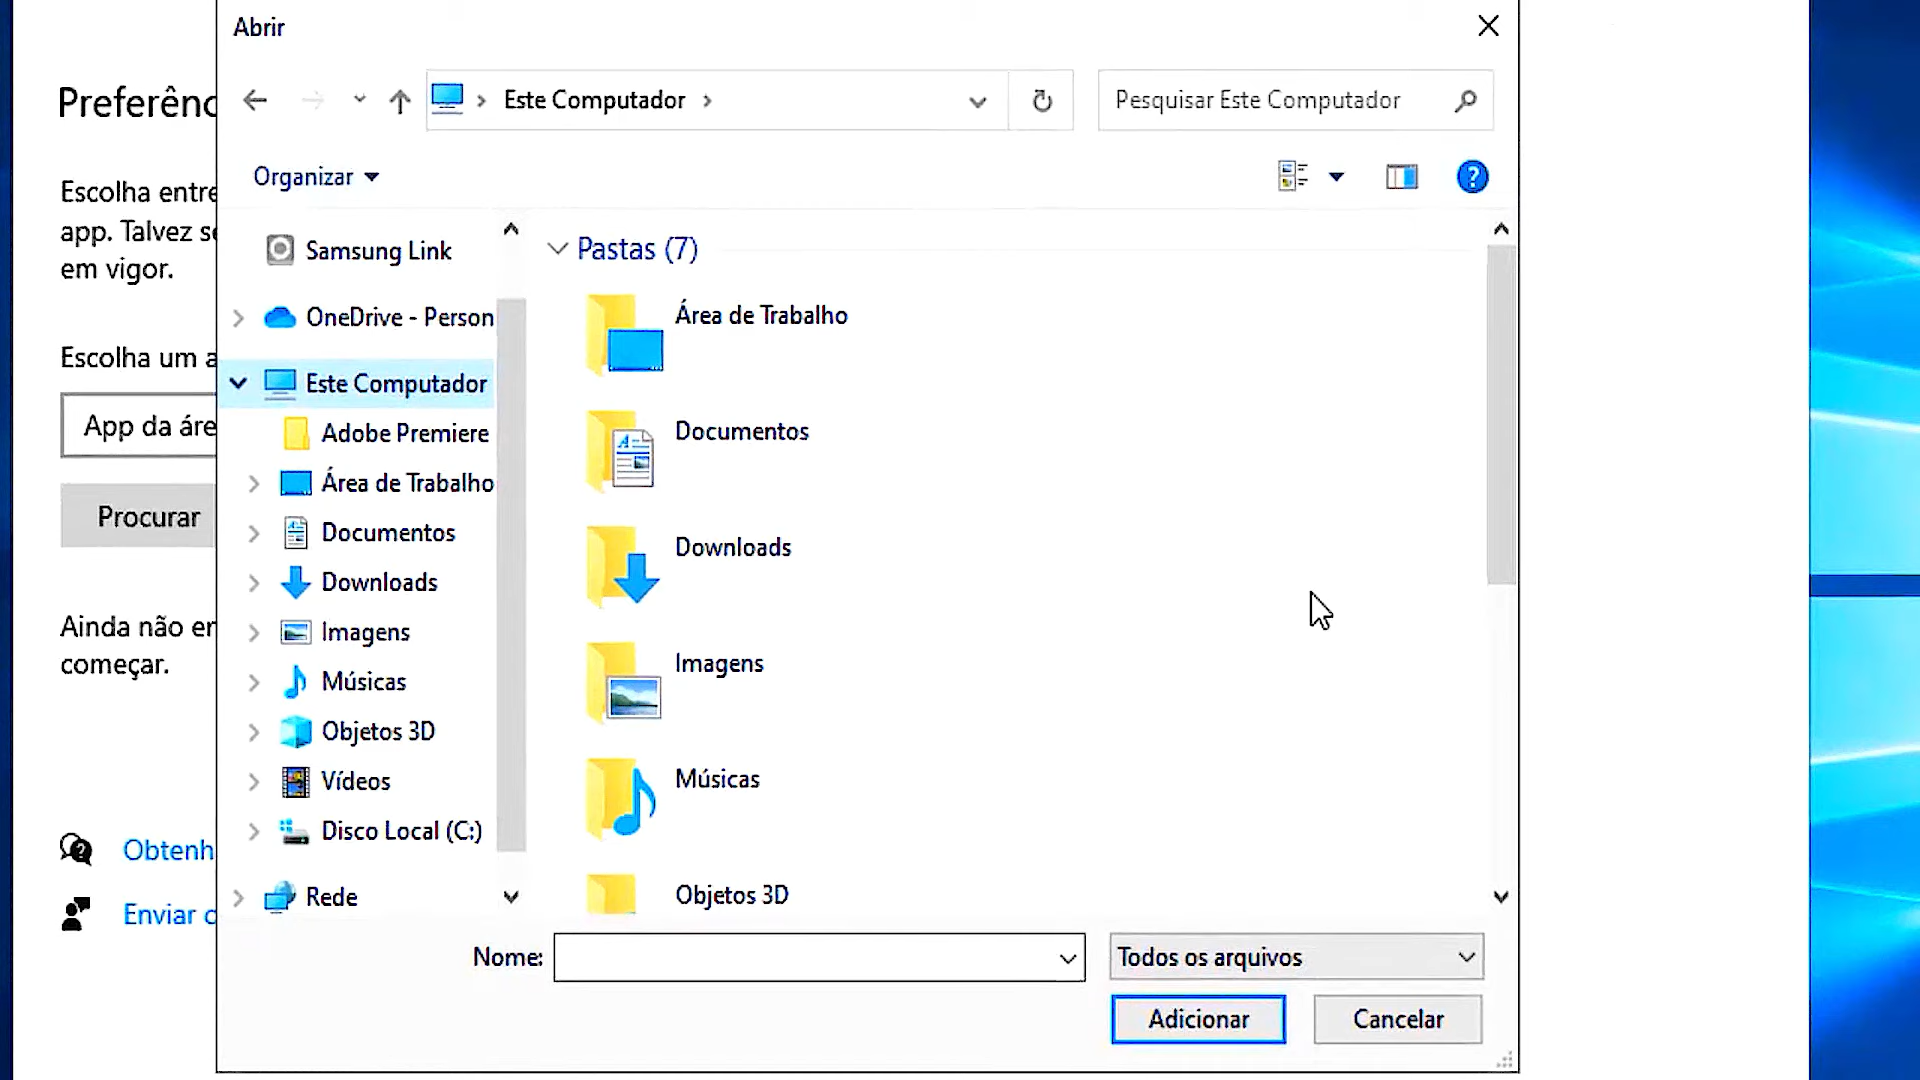 Abrir
Este Computador
Pesquisar Este Computador
Organizar
Preferênc
Escolha entre
app. Talvez se
em vigor.
Escolha um a
App da áre
Procurar
Ainda não en
começar.
Obtenh
Enviar c
Samsung Link
OneDrive - Person
Este Computador
Adobe Premiere
Área de Trabalho
Documentos
Downloads
Imagens
Músicas
Objetos 3D
Vídeos
Disco Local (C:)
Rede
Pastas (7)
Área de Trabalho
Documentos
Downloads
Imagens
Músicas
Objetos 3D
Nome:
Todos os arquivos
Adicionar
Cancelar